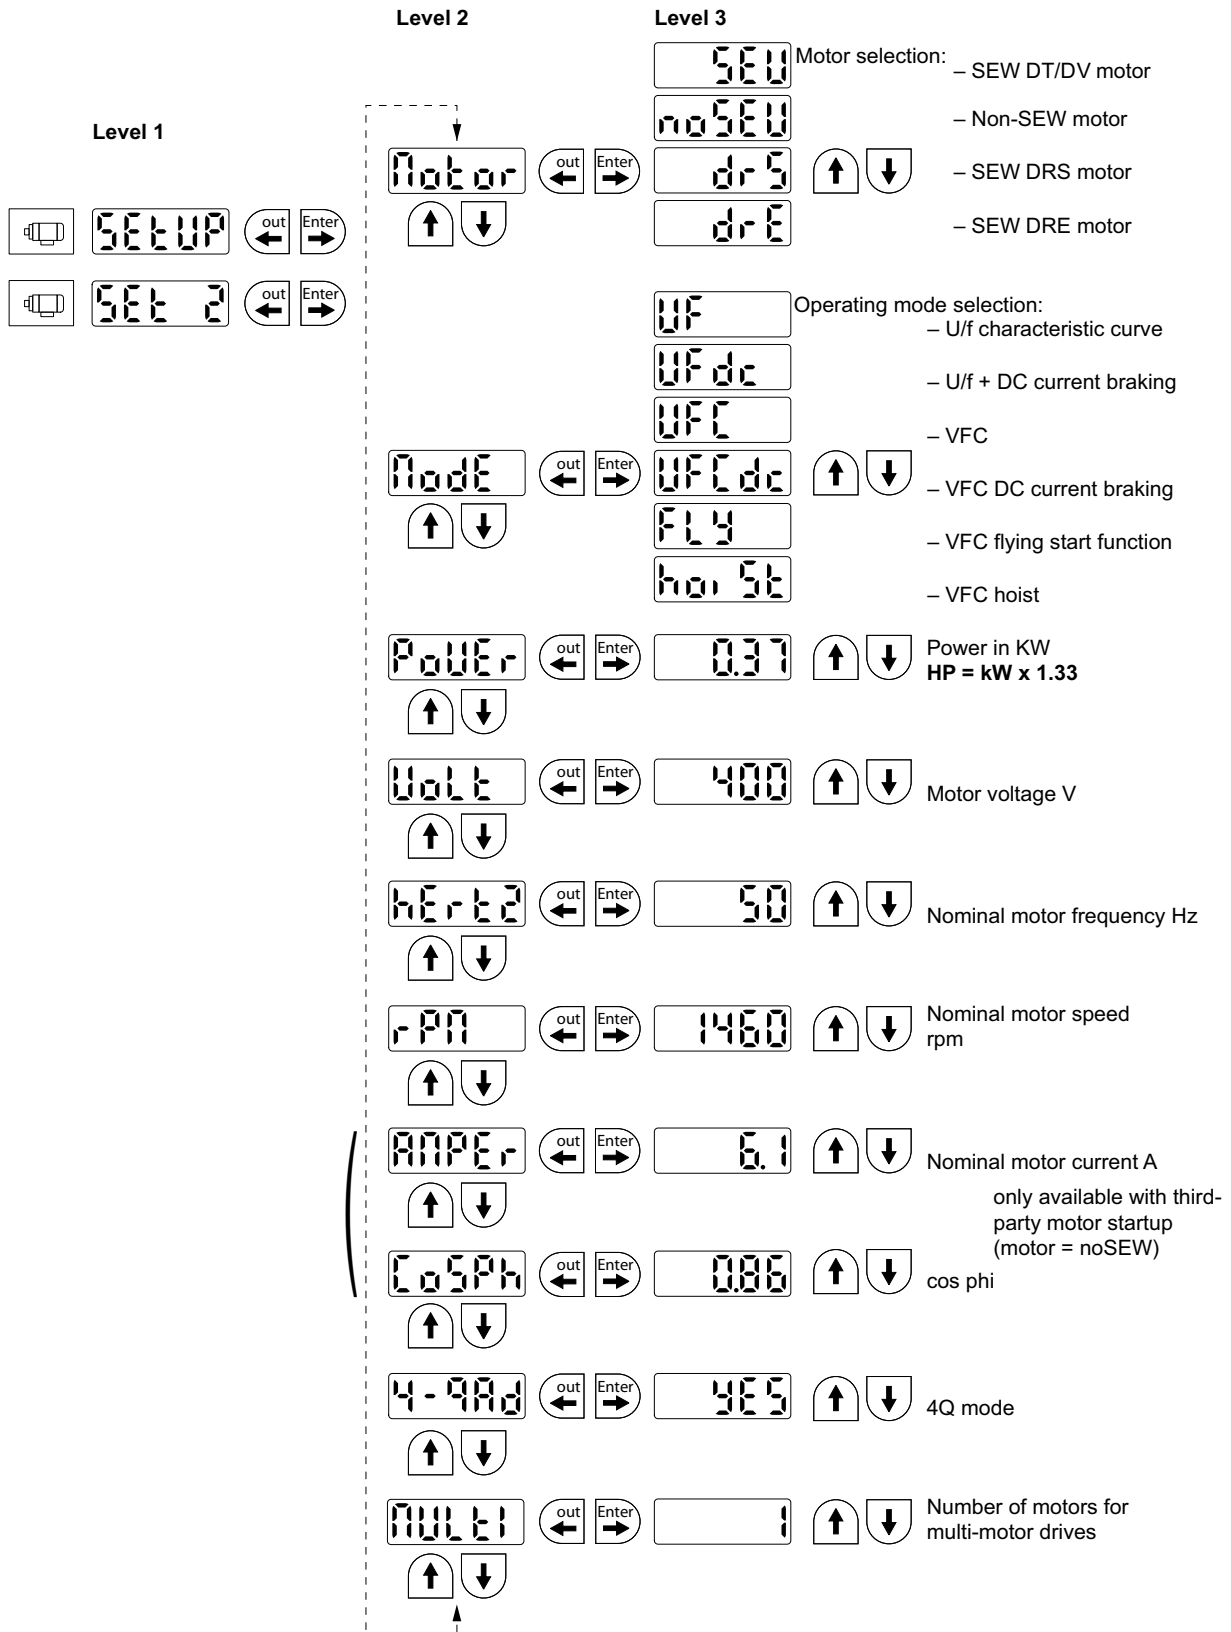 Level 2
Level 3
Level 1
SEtUP out Enter
SEt 2 out Enter
Motor out Enter
SEW
noSEW
drS
drE
Motor selection:
– SEW DT/DV motor
– Non-SEW motor
– SEW DRS motor
– SEW DRE motor
ModE out Enter
UF
UFdc
UFC
UFCdc
FLY
hoiSt
Operating mode selection:
– U/f characteristic curve
– U/f + DC current braking
– VFC
– VFC DC current braking
– VFC flying start function
– VFC hoist
PoWEr out Enter 0.37 Power in KW
HP = kW x 1.33
VoLt out Enter 400 Motor voltage V
hErtz out Enter 50 Nominal motor frequency Hz
rPM out Enter 1460 Nominal motor speed
rpm
AMPEr out Enter 6.1 Nominal motor current A
only available with third-
party motor startup
(motor = noSEW)
CoSPh out Enter 0.86 cos phi
4-qAd out Enter YES 4Q mode
MULtI out Enter 1 Number of motors for
multi-motor drives